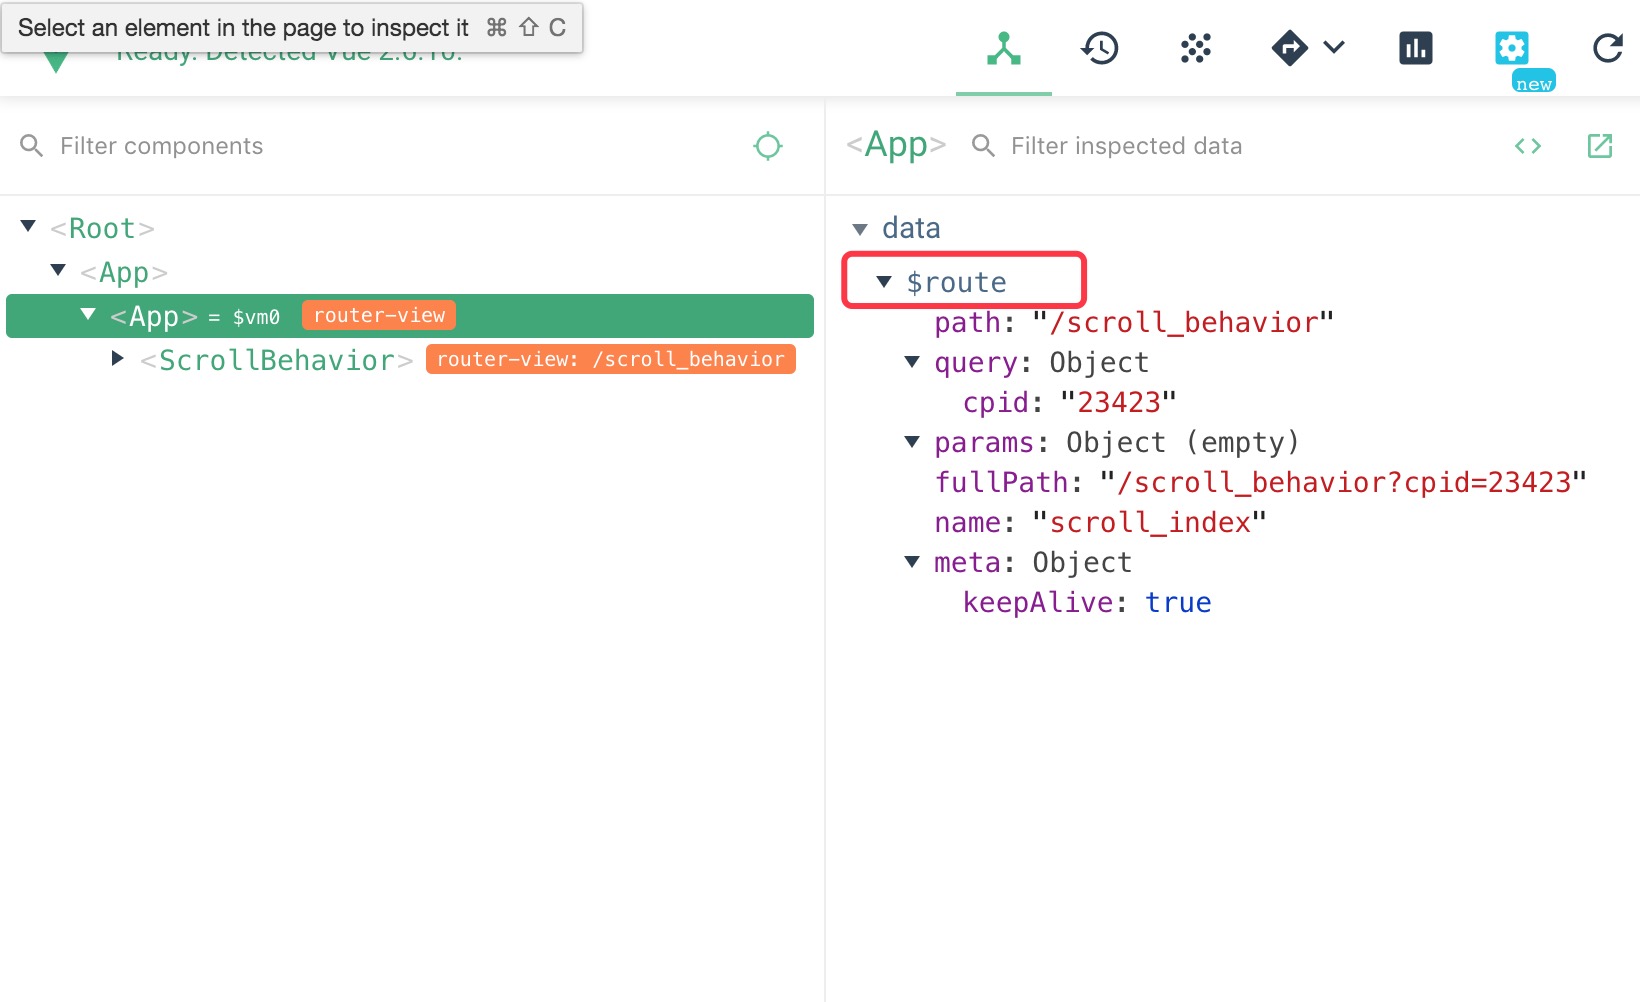 Select an element in the page to inspect it ⌘ ⇧ C
Ready. Detected Vue 2.6.10.
new
Filter components
<App> Filter inspected data
<Root>
<App>
<App> = $vm0 router-view
<ScrollBehavior> router-view: /scroll_behavior
data
$route
path: "/scroll_behavior"
query: Object
cpid: "23423"
params: Object (empty)
fullPath: "/scroll_behavior?cpid=23423"
name: "scroll_index"
meta: Object
keepAlive: true